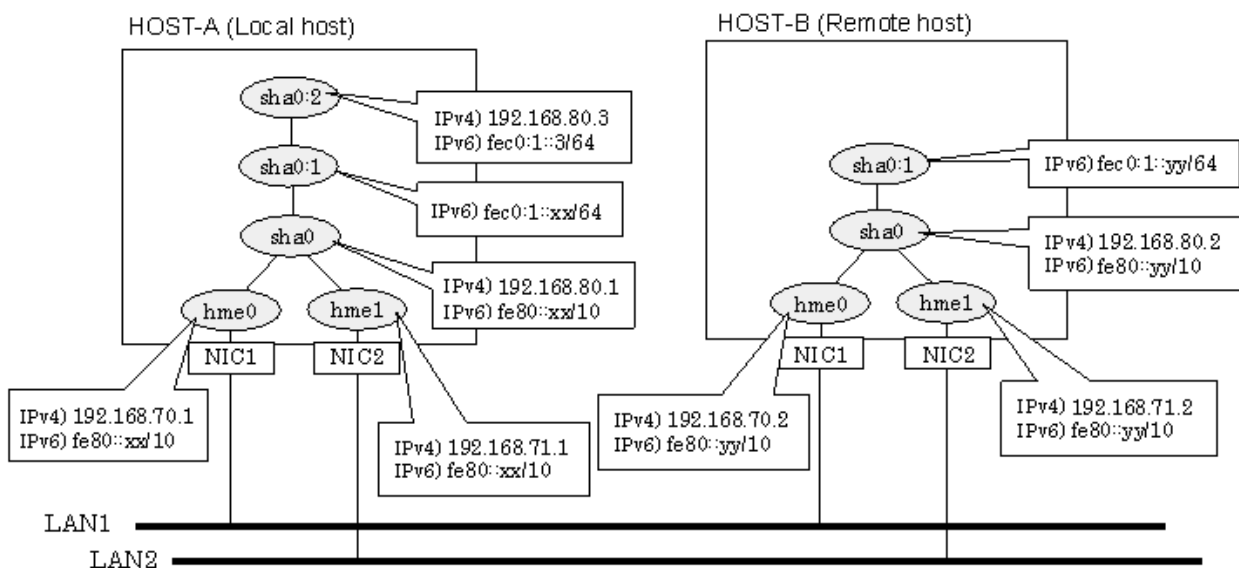 HOST-A (Local host)
sha0:2
IPv4) 192.168.80.3
IPv6) fec0:1::3/64
sha0:1
IPv6) fec0:1::xx/64
sha0
IPv4) 192.168.80.1
IPv6) fe80::xx/10
hme0
hme1
NIC1
NIC2
IPv4) 192.168.70.1
IPv6) fe80::xx/10
IPv4) 192.168.71.1
IPv6) fe80::xx/10
HOST-B (Remote host)
sha0:1
IPv6) fec0:1::yy/64
sha0
IPv4) 192.168.80.2
IPv6) fe80::yy/10
hme0
hme1
NIC1
NIC2
IPv4) 192.168.70.2
IPv6) fe80::yy/10
IPv4) 192.168.71.2
IPv6) fe80::yy/10
LAN1
LAN2